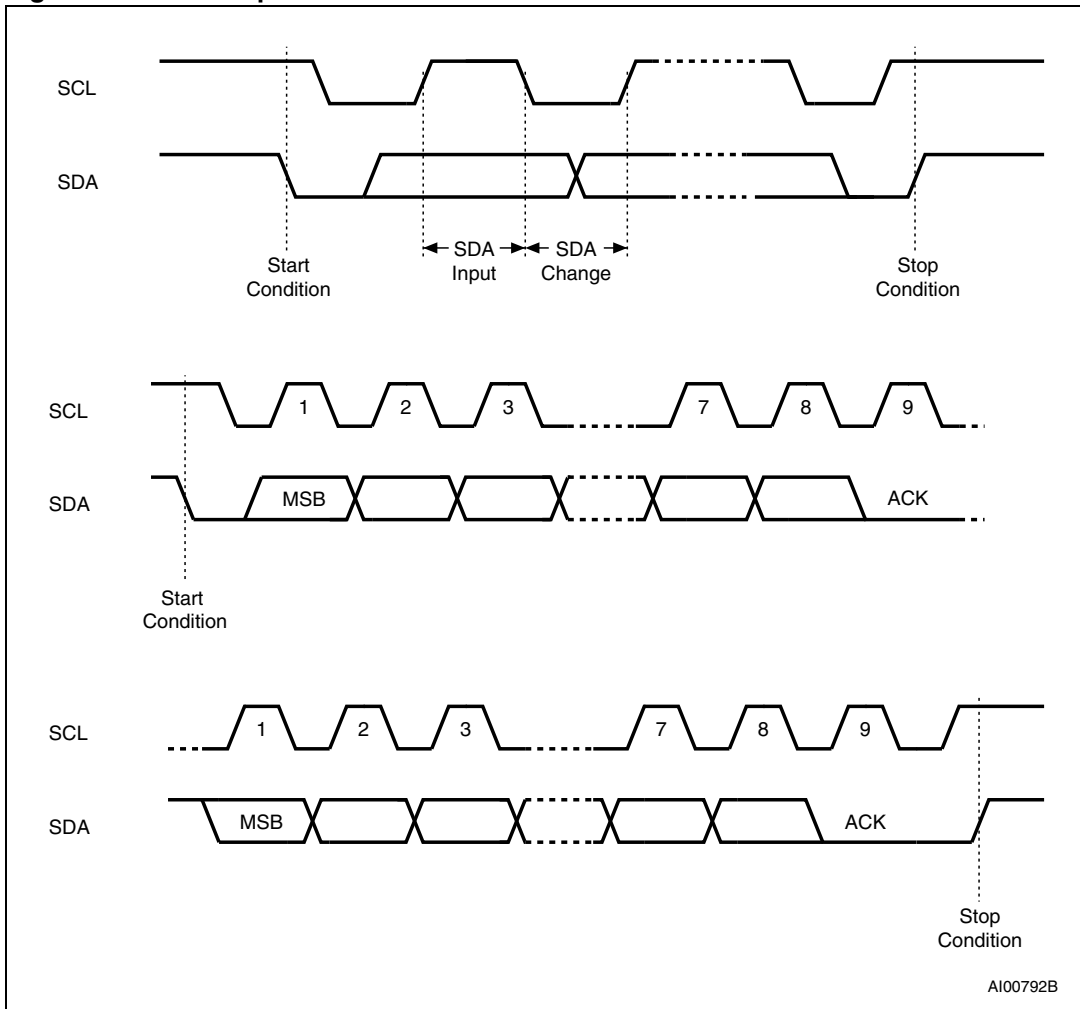 SCL
SDA
SDA
Input
SDA
Change
Start
Condition
Stop
Condition
SCL
1
2
3
7
8
9
SDA
MSB
ACK
Start
Condition
SCL
1
2
3
7
8
9
SDA
MSB
ACK
Stop
Condition
AI00792B